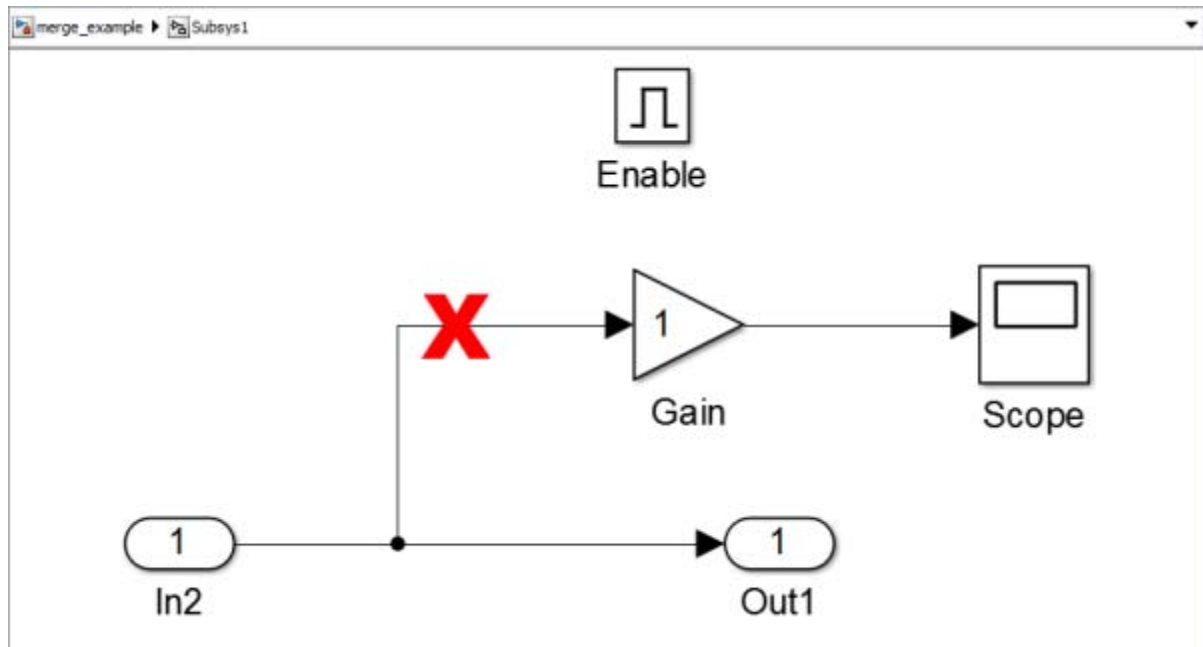 merge_example Subsys1
Enable
1
Gain
Scope
1
1
In2
Out1